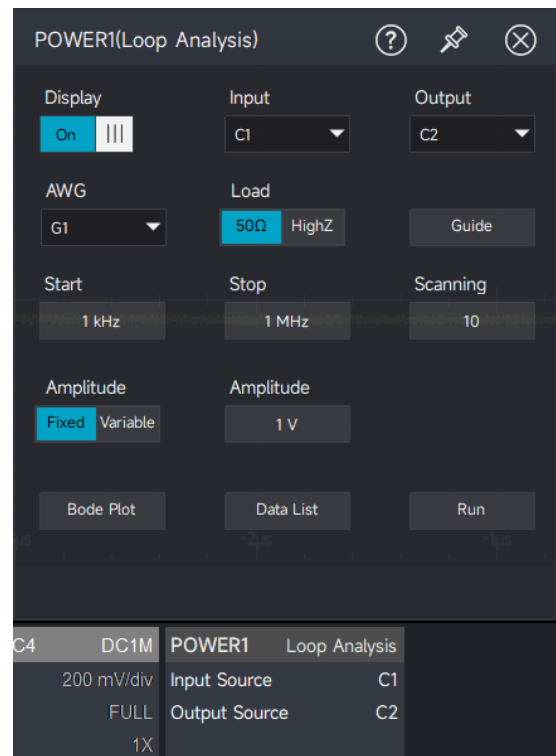 POWER1(Loop Analysis)
Display Input Output
On C1 C2
AWG Load
G1 50Ω HighZ Guide
Start Stop Scanning
1 kHz 1 MHz 10
Amplitude Amplitude
Fixed Variable 1 V
Bode Plot Data List Run
-2µs -1µs
C4 DC1M POWER1 Loop Analysis
200 mV/div Input Source C1
FULL Output Source C2
1X